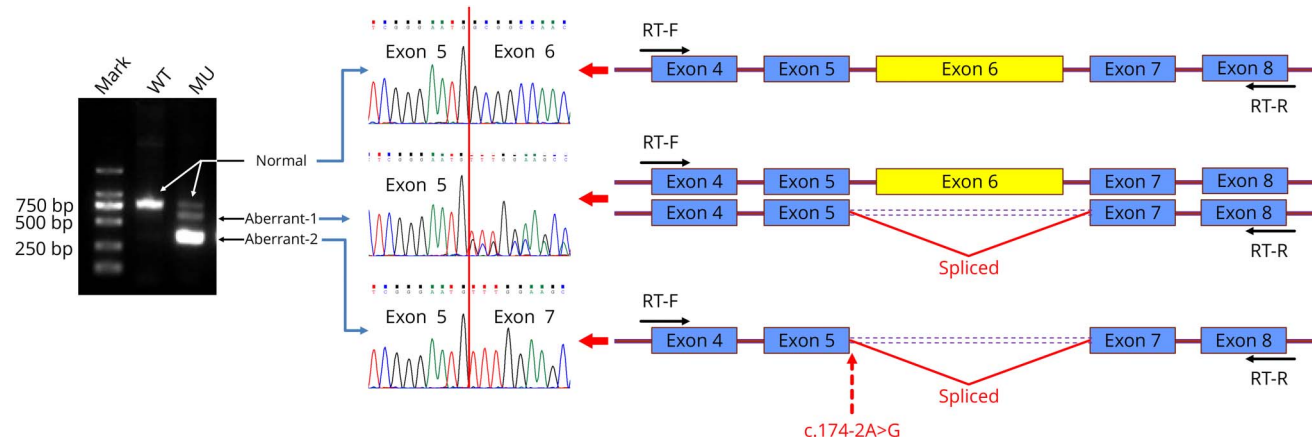 Mark WT MU
750 bp
500 bp
250 bp
Normal
Aberrant-1
Aberrant-2
T C G G G A A T G G C G G C C A A C
Exon 5 Exon 6
Exon 5
T C G G G A A T G T T T G G A A G C
Exon 5 Exon 7
RT-F
Exon 4 Exon 5 Exon 6 Exon 7 Exon 8
RT-R
RT-F
Exon 4 Exon 5 Exon 6 Exon 7 Exon 8
Exon 4 Exon 5 Exon 7 Exon 8
RT-R
Spliced
RT-F
Exon 4 Exon 5 Exon 7 Exon 8
RT-R
Spliced
c.174-2A>G